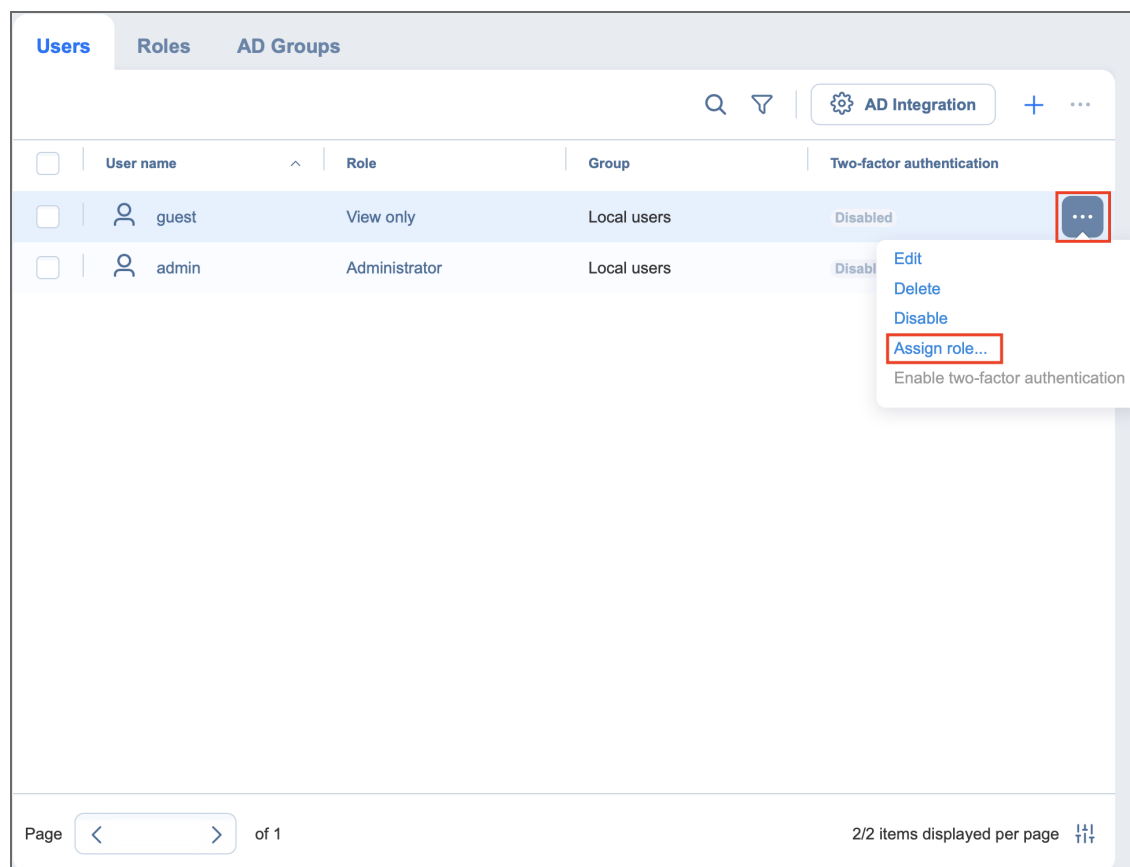 Users Roles AD Groups
AD Integration
User name Role Group Two-factor authentication
guest View only Local users Disabled
admin Administrator Local users Disabl
Edit
Delete
Disable
Assign role...
Enable two-factor authentication
Page of 1 2/2 items displayed per page